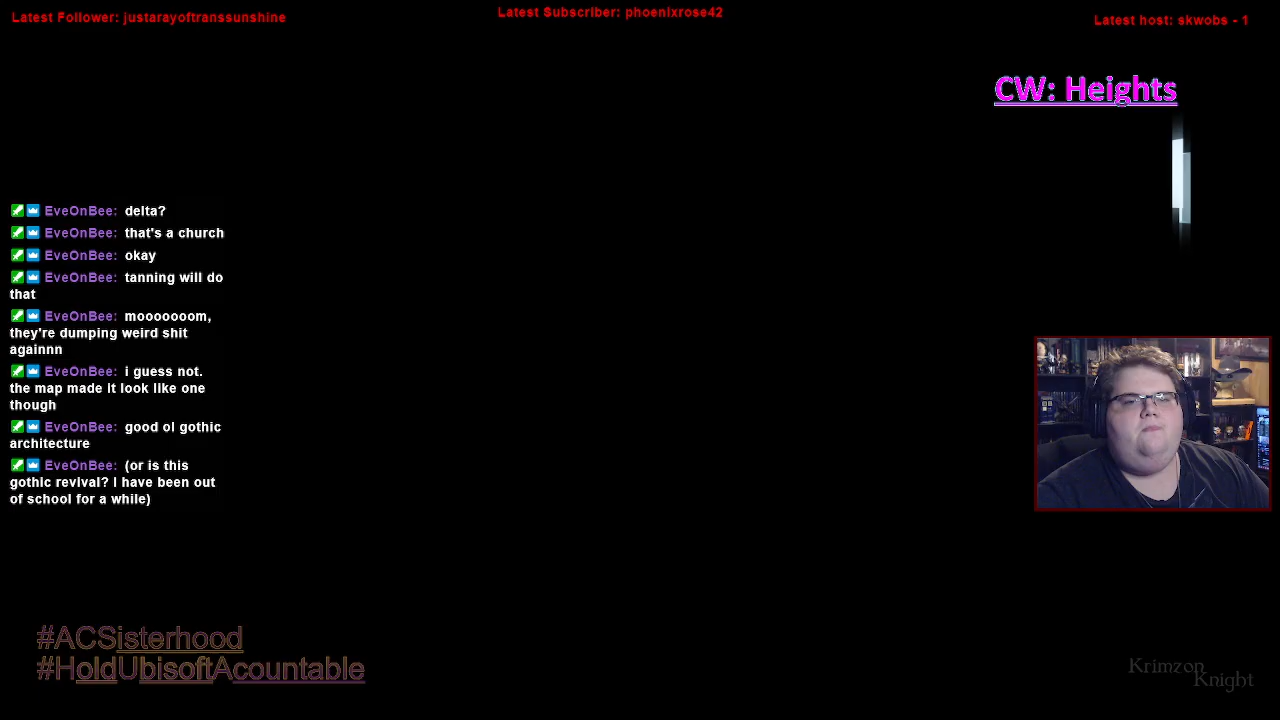 Latest Follower: justarayoftranssunshine
Latest Subscriber: phoenixrose42
Latest host: skwobs - 1
CW: Heights
EveOnBee: delta?
EveOnBee: that's a church
EveOnBee: okay
EveOnBee: tanning will do
that
EveOnBee: mooooooom,
they're dumping weird shit
againnn
EveOnBee: i guess not.
the map made it look like one
though
EveOnBee: good ol gothic
architecture
EveOnBee: (or is this
gothic revival? I have been out
of school for a while)
#ACSisterhood
#HoldUbisoftAcountable
Krimzon
Knight